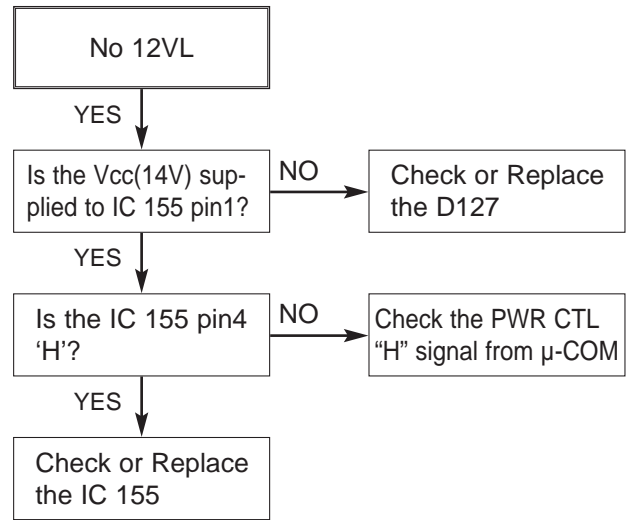 No 12VL
YES
Is the Vcc(14V) sup-
plied to IC 155 pin1?
NO
Check or Replace
the D127
YES
Is the IC 155 pin4
‘H’?
NO
Check the PWR CTL
“H” signal from µ-COM
YES
Check or Replace
the IC 155